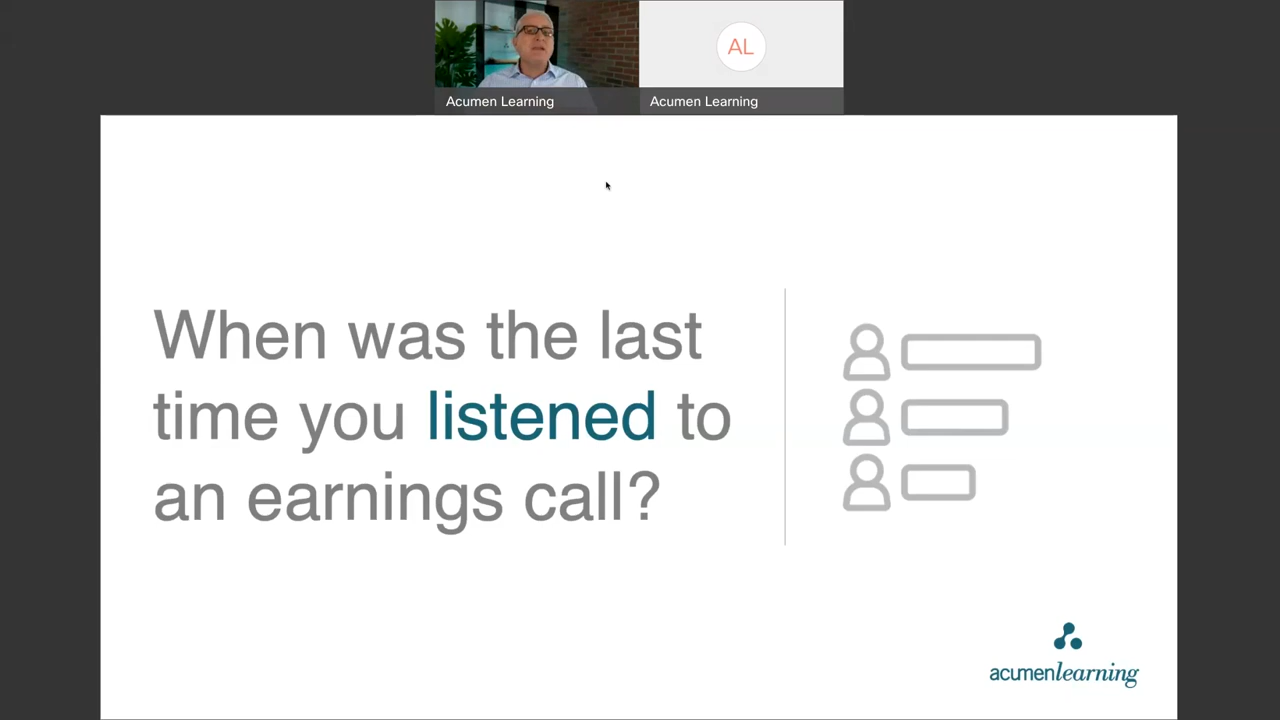 AL
Acumen Learning
Acumen Learning
When was the last
time you listened to
an earnings call?
acumenlearning